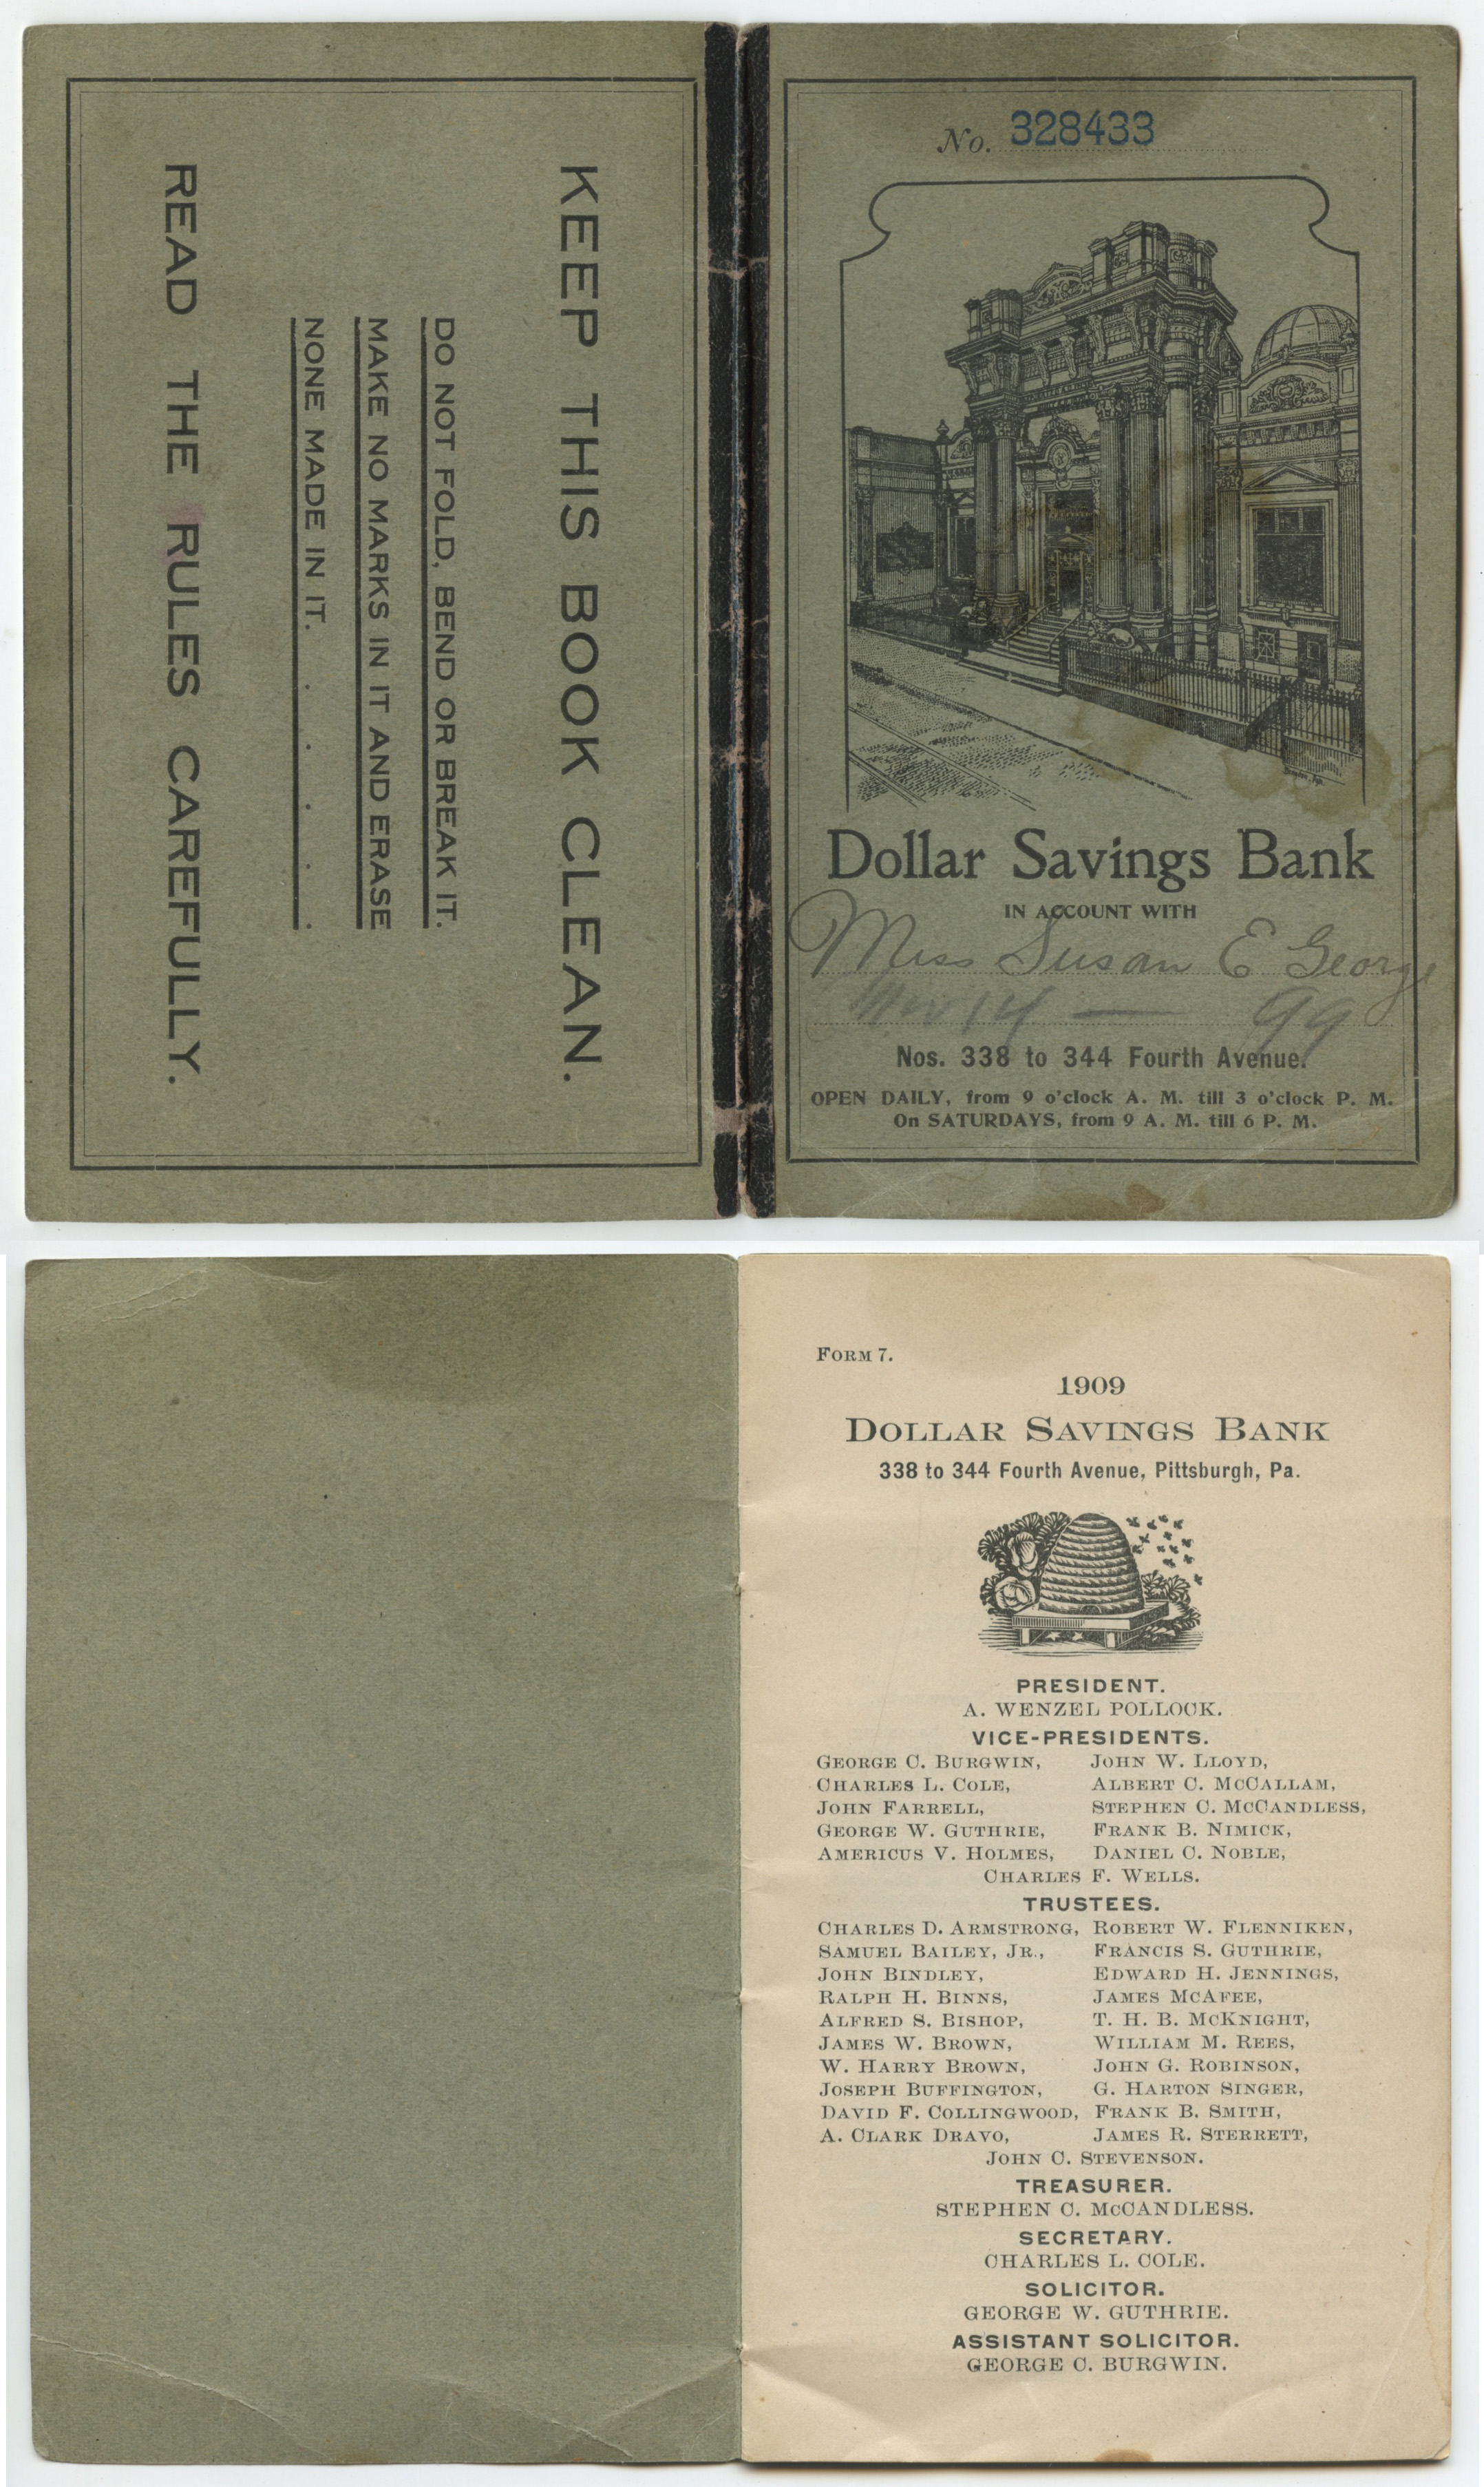 KEEP THIS BOOK CLEAN.
DO NOT FOLD, BEND OR BREAK IT.
MAKE NO MARKS IN IT AND ERASE
NONE MADE IN IT. . . . . .
READ THE RULES CAREFULLY.
No. 328433
Dollar Savings Bank
IN ACCOUNT WITH
Miss Susan E George
Nov 14 — 99
Nos. 338 to 344 Fourth Avenue.
OPEN DAILY, from 9 o'clock A. M. till 3 o'clock P. M.
On SATURDAYS, from 9 A. M. till 6 P. M.
FORM 7.
1909
DOLLAR SAVINGS BANK
338 to 344 Fourth Avenue, Pittsburgh, Pa.
PRESIDENT.
A. WENZEL POLLOCK.
VICE-PRESIDENTS.
GEORGE C. BURGWIN, JOHN W. LLOYD,
CHARLES L. COLE, ALBERT C. McCALLAM,
JOHN FARRELL, STEPHEN C. McCANDLESS,
GEORGE W. GUTHRIE, FRANK B. NIMICK,
AMERICUS V. HOLMES, DANIEL C. NOBLE,
CHARLES F. WELLS.
TRUSTEES.
CHARLES D. ARMSTRONG, ROBERT W. FLENNIKEN,
SAMUEL BAILEY, JR., FRANCIS S. GUTHRIE,
JOHN BINDLEY, EDWARD H. JENNINGS,
RALPH H. BINNS, JAMES McAFEE,
ALFRED S. BISHOP, T. H. B. McKNIGHT,
JAMES W. BROWN, WILLIAM M. REES,
W. HARRY BROWN, JOHN G. ROBINSON,
JOSEPH BUFFINGTON, G. HARTON SINGER,
DAVID F. COLLINGWOOD, FRANK B. SMITH,
A. CLARK DRAVO, JAMES R. STERRETT,
JOHN C. STEVENSON.
TREASURER.
STEPHEN C. McCANDLESS.
SECRETARY.
CHARLES L. COLE.
SOLICITOR.
GEORGE W. GUTHRIE.
ASSISTANT SOLICITOR.
GEORGE C. BURGWIN.